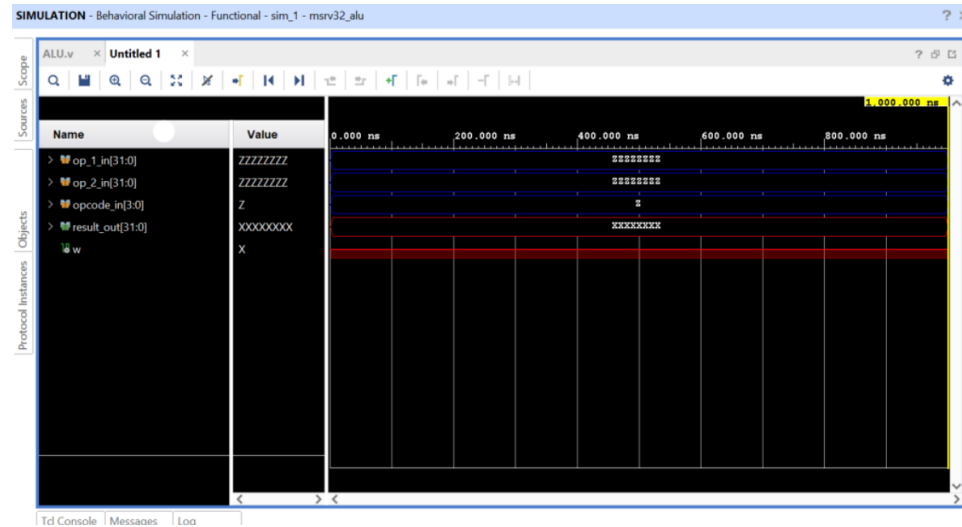 SIMULATION - Behavioral Simulation - Functional - sim_1 - msrv32_alu
?
ALU.v × Untitled 1 ×
?
Scope
Sources
Objects
Protocol Instances
1,000.000 ns
Name Value 0.000 ns 200.000 ns 400.000 ns 600.000 ns 800.000 ns
> op_1_in[31:0] ZZZZZZZZ ZZZZZZZZ
> op_2_in[31:0] ZZZZZZZZ ZZZZZZZZ
> opcode_in[3:0] Z Z
> result_out[31:0] XXXXXXXX XXXXXXXX
w X
Tcl Console Messages Log